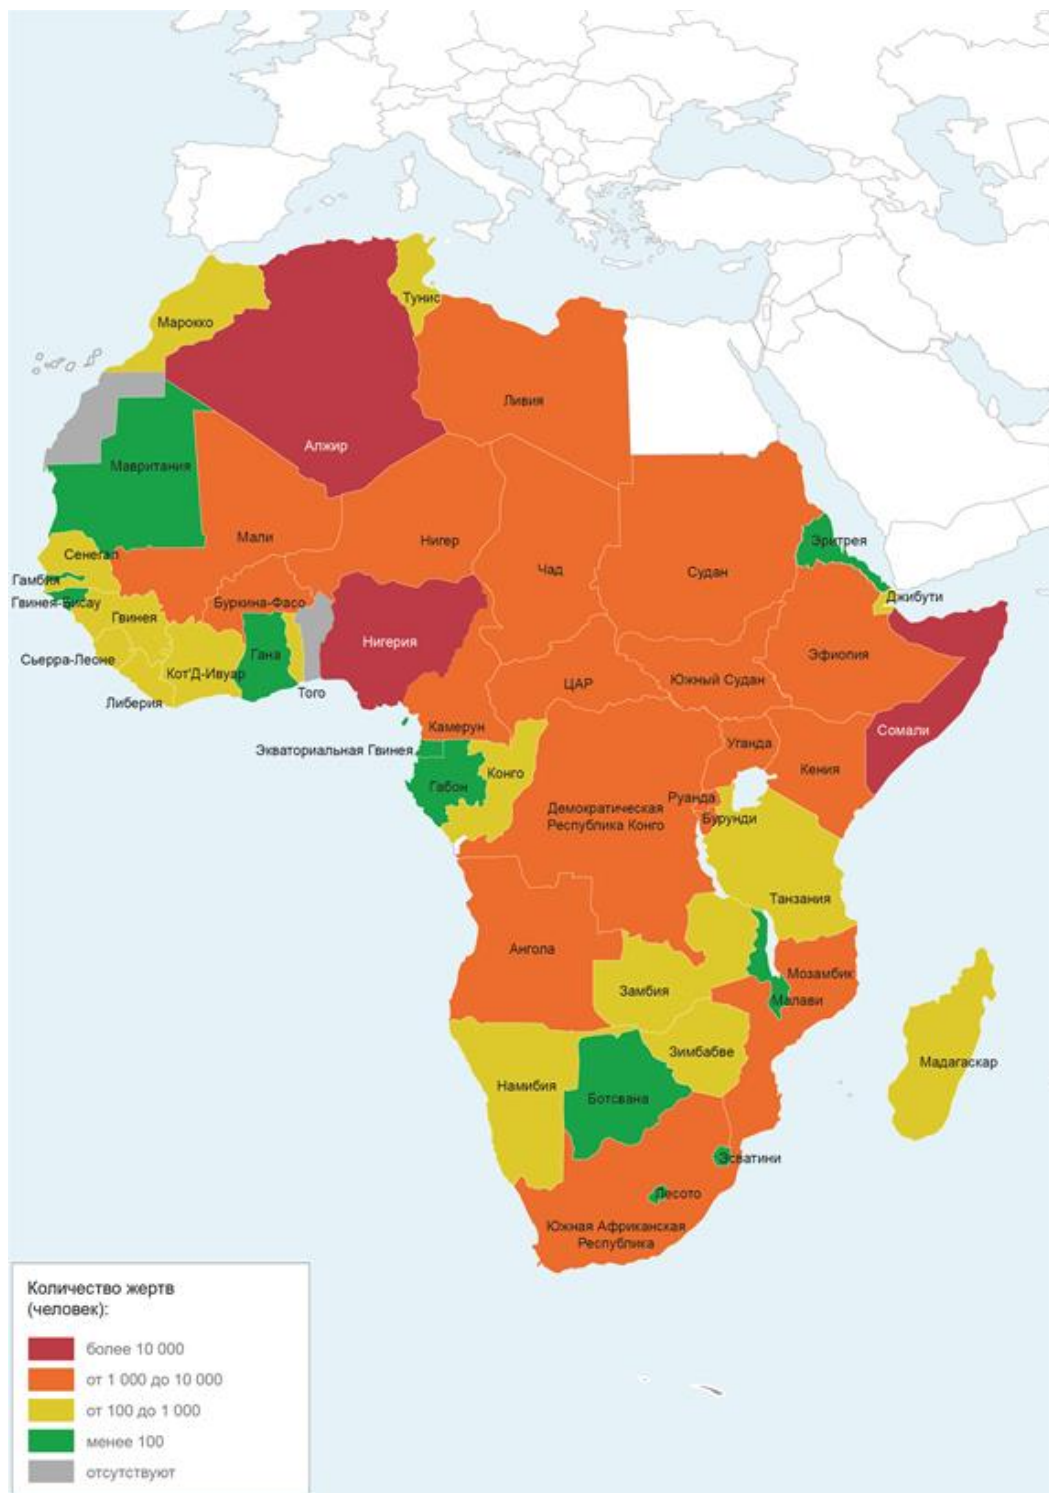 Тунис
Марокко
Ливия
Алжир
Мавритания
Мали
Нигер
Чад
Судан
Эритрея
Сенегал
Гамбия
Гвинея-Бисау
Буркина-Фасо
Джибути
Гвинея
Нигерия
Гана
Эфиопия
Сьерра-Леоне
Кот'Д-Ивуар
ЦАР
Южный Судан
Того
Либерия
Камерун
Сомали
Экваториальная Гвинея
Уганда
Кения
Конго
Габон
Руанда
Демократическая
Республика Конго
Бурунди
Танзания
Ангола
Мозамбик
Замбия
Малави
Зимбабве
Мадагаскар
Намибия
Ботсвана
Эсватини
Лесото
Южная Африканская
Республика
Количество жертв
(человек):
более 10 000
от 1 000 до 10 000
от 100 до 1 000
менее 100
отсутствуют